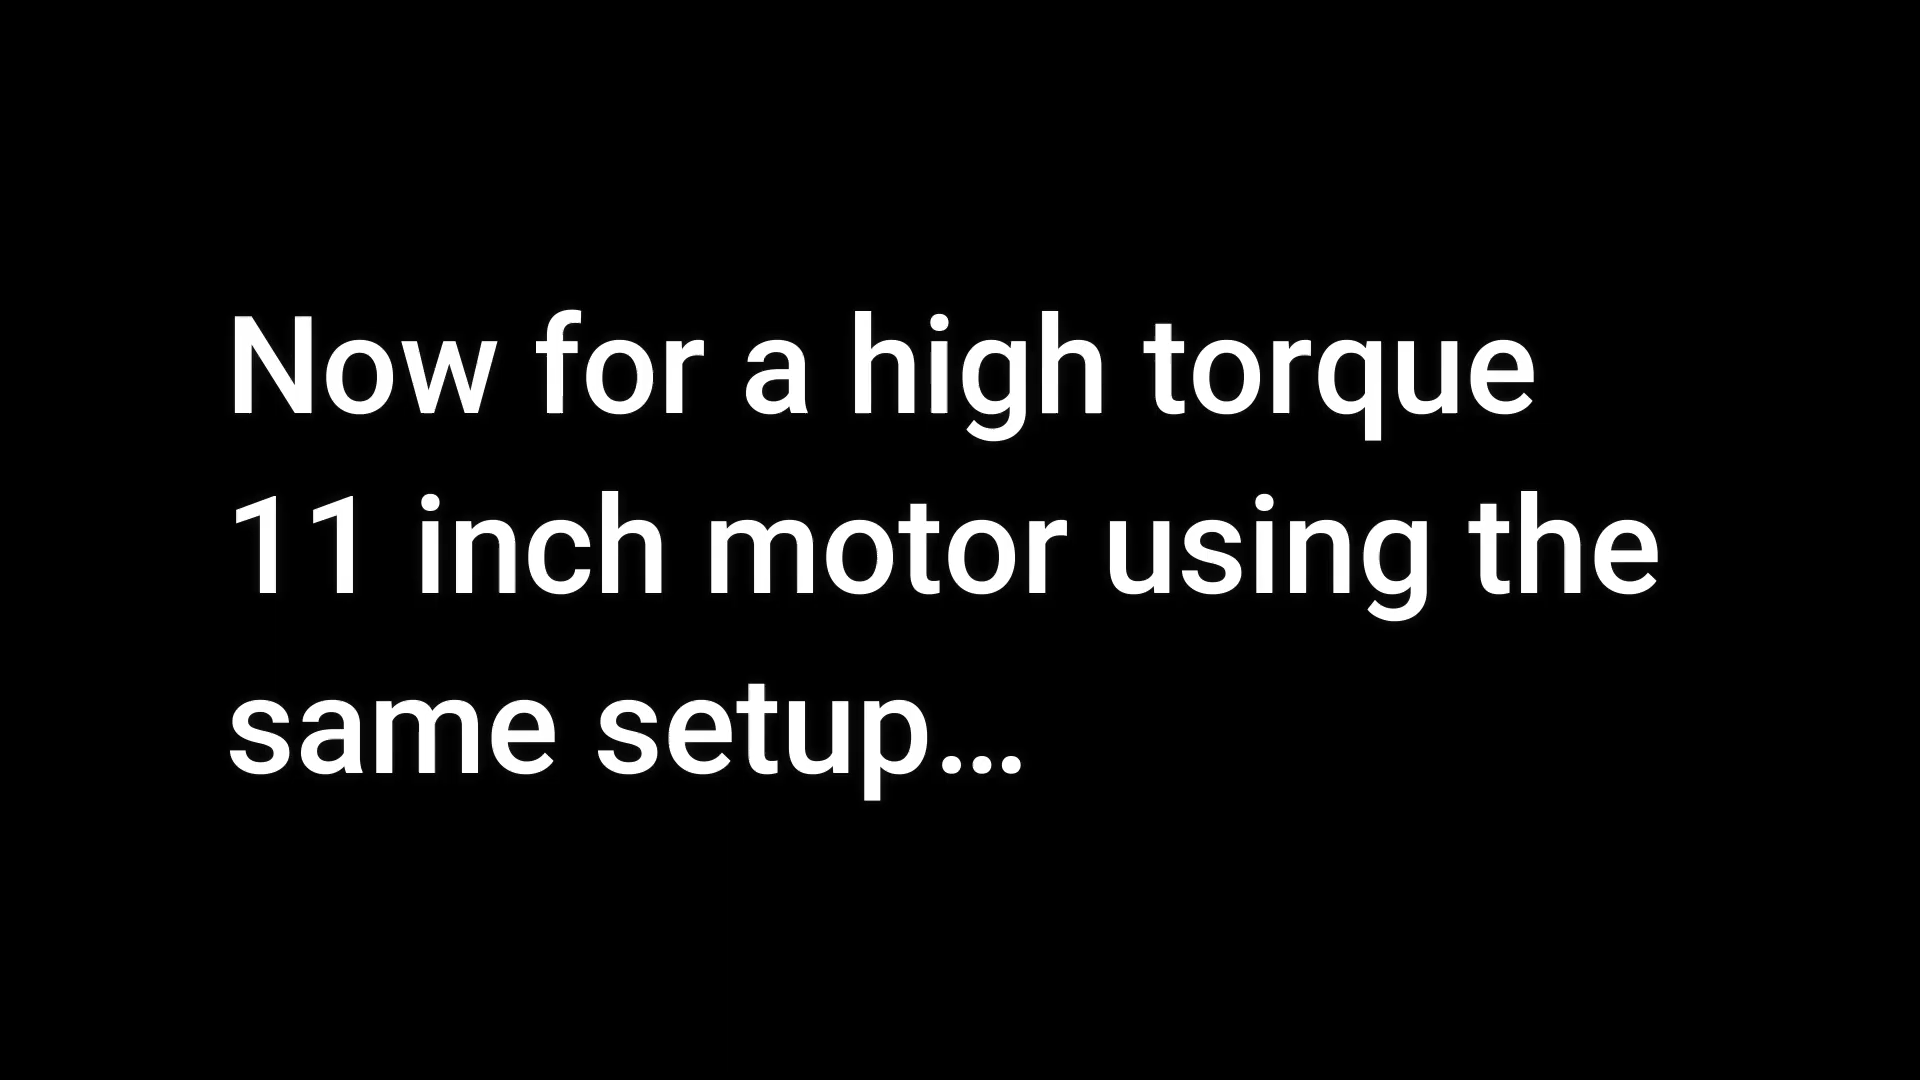 Now for a high torque
11 inch motor using the
same setup…